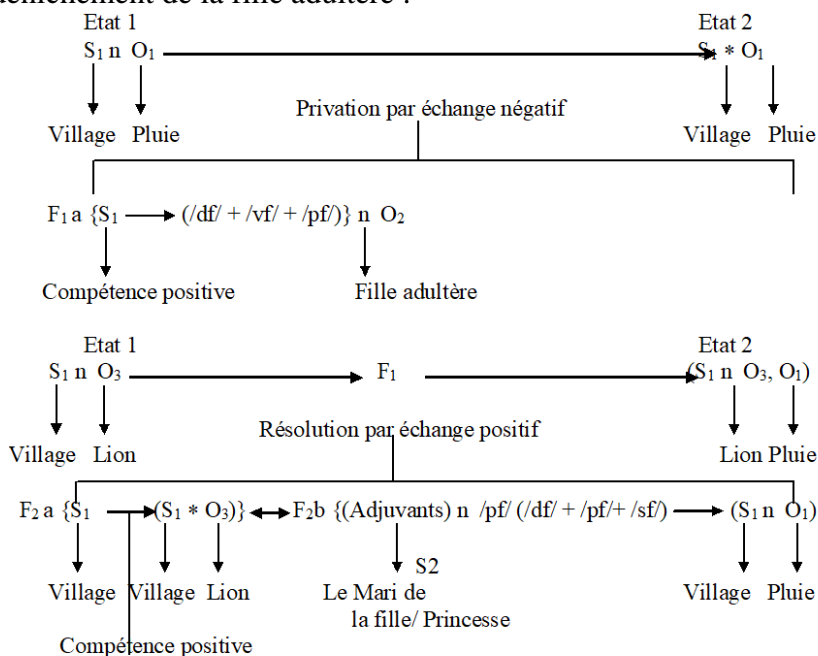 Etat 1 Etat 2
S₁ n O₁ S₁ * O₁
Privation par échange négatif
Village Pluie Village Pluie
F₁ a {S₁ (/df/ + /vf/ + /pf/)} n O₂
Compétence positive Fille adultère
Etat 1 Etat 2
S₁ n O₃ F₁ (S₁ n O₃, O₁)
Résolution par échange positif
Village Lion Lion Pluie
F₂ a {S₁ (S₁ * O₃)} F₂b {(Adjuvants) n /pf/ (/df/ + /pf/+ /sf/) (S₁ n O₁)
S2
Village Village Lion Le Mari de Village Pluie
la fille/ Princesse
Compétence positive